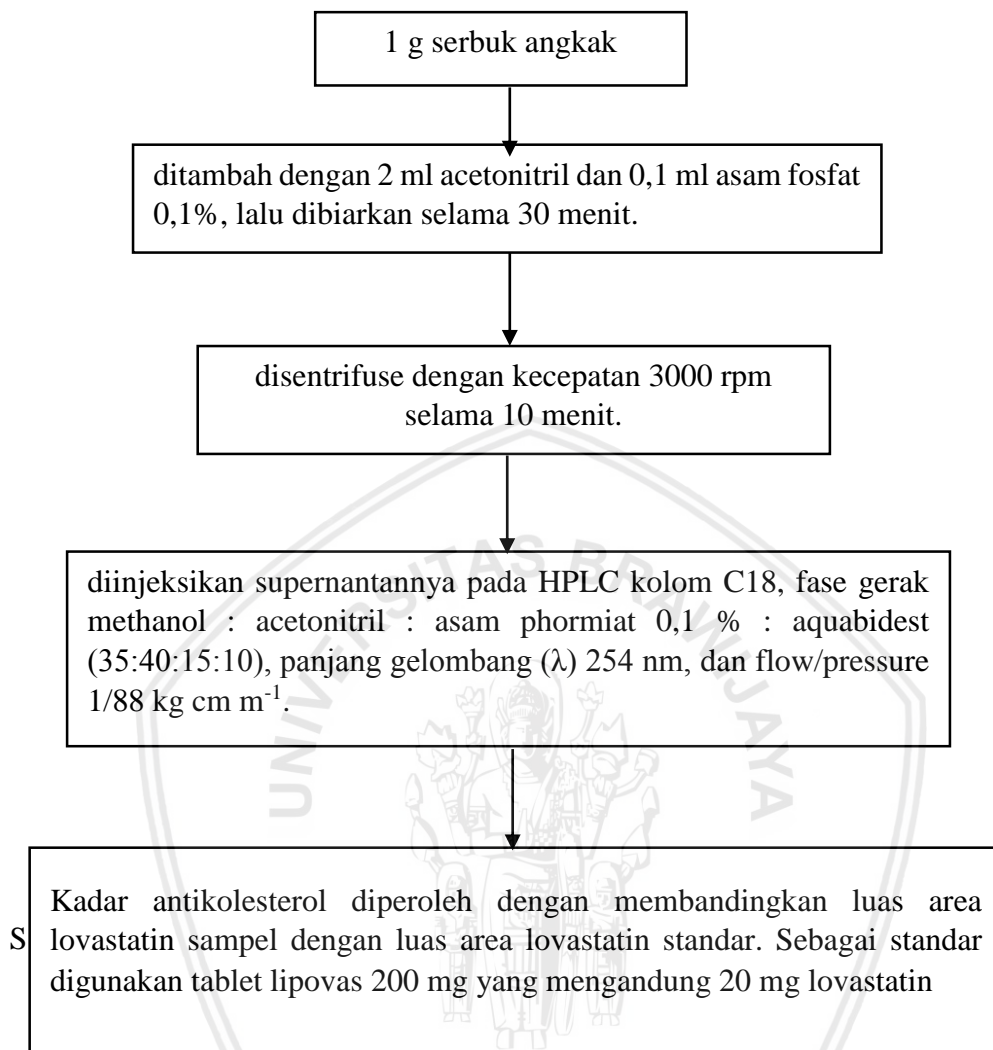 1 g serbuk angkak
ditambah dengan 2 ml acetonitril dan 0,1 ml asam fosfat
0,1%, lalu dibiarkan selama 30 menit.
disentrifuse dengan kecepatan 3000 rpm
selama 10 menit.
diinjeksikan supernantannya pada HPLC kolom C18, fase gerak
methanol : acetonitril : asam phormiat 0,1 % : aquabidest
(35:40:15:10), panjang gelombang (λ) 254 nm, dan flow/pressure
1/88 kg cm m⁻¹.
UNIVERSITAS BRAWIJAYA
Kadar antikolesterol diperoleh dengan membandingkan luas area
S lovastatin sampel dengan luas area lovastatin standar. Sebagai standar
digunakan tablet lipovas 200 mg yang mengandung 20 mg lovastatin